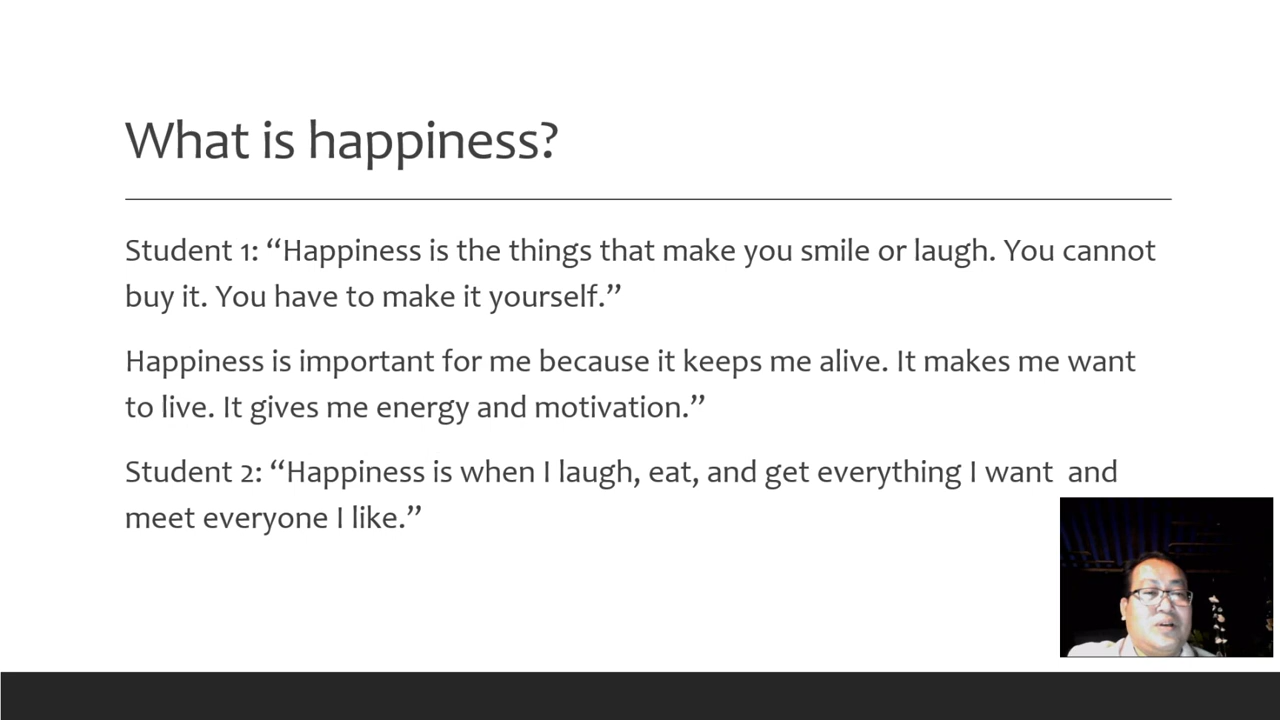 What is happiness?
Student 1: “Happiness is the things that make you smile or laugh. You cannot
buy it. You have to make it yourself.”
Happiness is important for me because it keeps me alive. It makes me want
to live. It gives me energy and motivation.”
Student 2: “Happiness is when I laugh, eat, and get everything I want  and
meet everyone I like.”